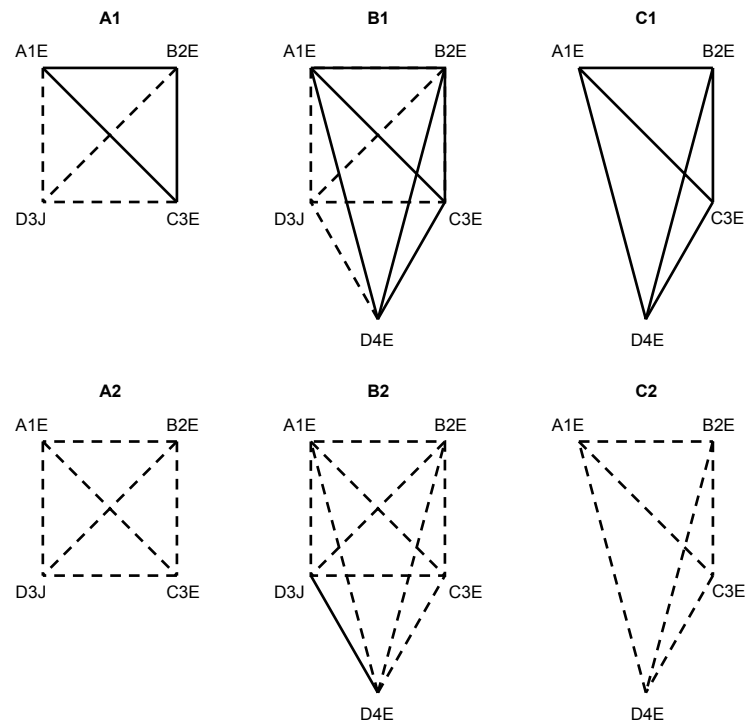 A1 B1 C1
A1E B2E A1E B2E A1E B2E
D3J C3E D3J C3E C3E
D4E D4E
A2 B2 C2
A1E B2E A1E B2E A1E B2E
D3J C3E D3J C3E C3E
D4E D4E